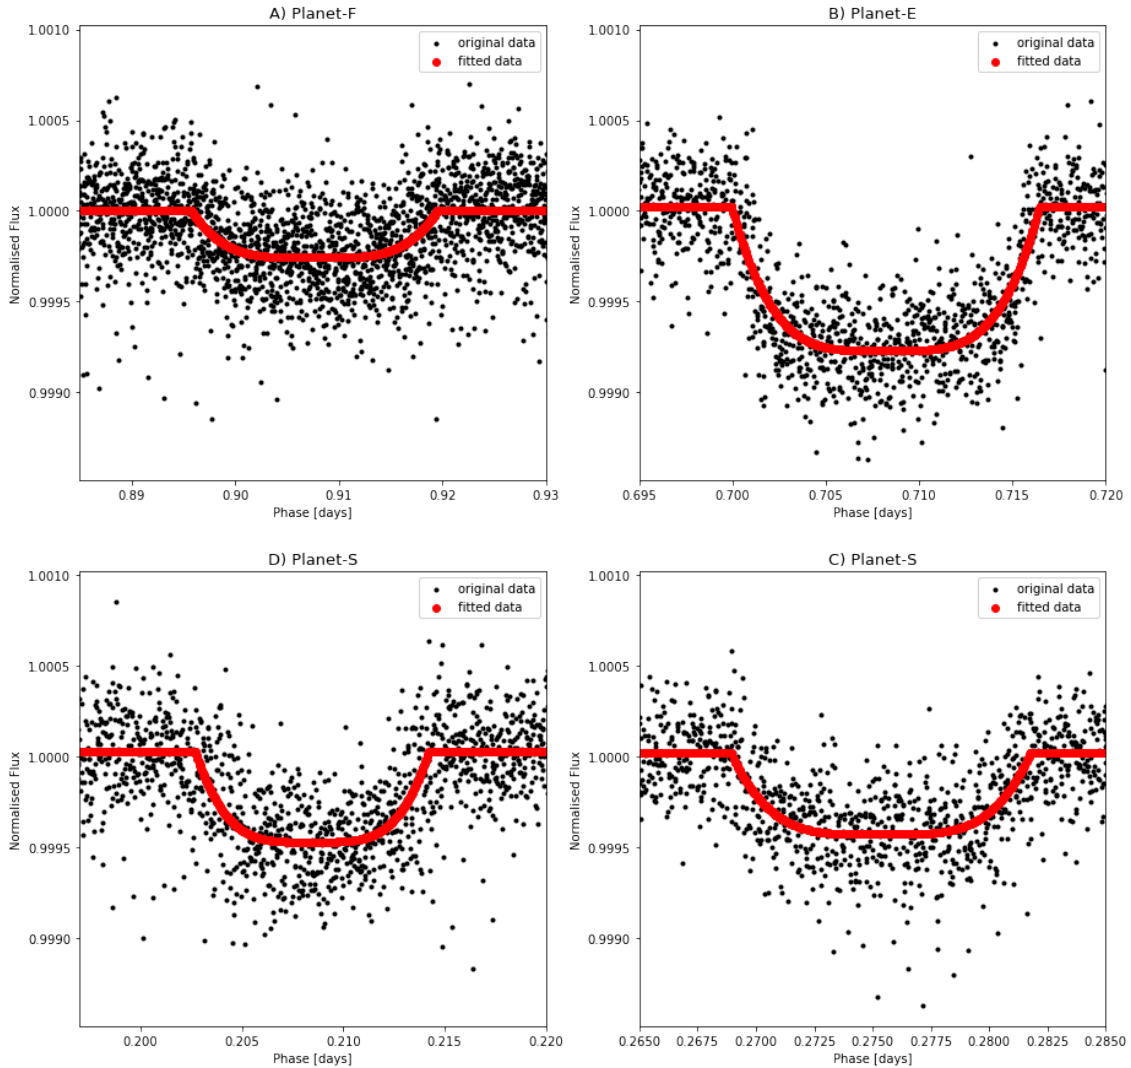 A) Planet-F
1.0010
1.0005
1.0000
0.9995
0.9990
Normalised Flux
original data
fitted data
0.89 0.90 0.91 0.92 0.93
Phase [days]
B) Planet-E
1.0010
1.0005
1.0000
0.9995
0.9990
Normalised Flux
original data
fitted data
0.695 0.700 0.705 0.710 0.715 0.720
Phase [days]
D) Planet-S
1.0010
1.0005
1.0000
0.9995
0.9990
Normalised Flux
original data
fitted data
0.200 0.205 0.210 0.215 0.220
Phase [days]
C) Planet-S
1.0010
1.0005
1.0000
0.9995
0.9990
Normalised Flux
original data
fitted data
0.2650 0.2675 0.2700 0.2725 0.2750 0.2775 0.2800 0.2825 0.2850
Phase [days]